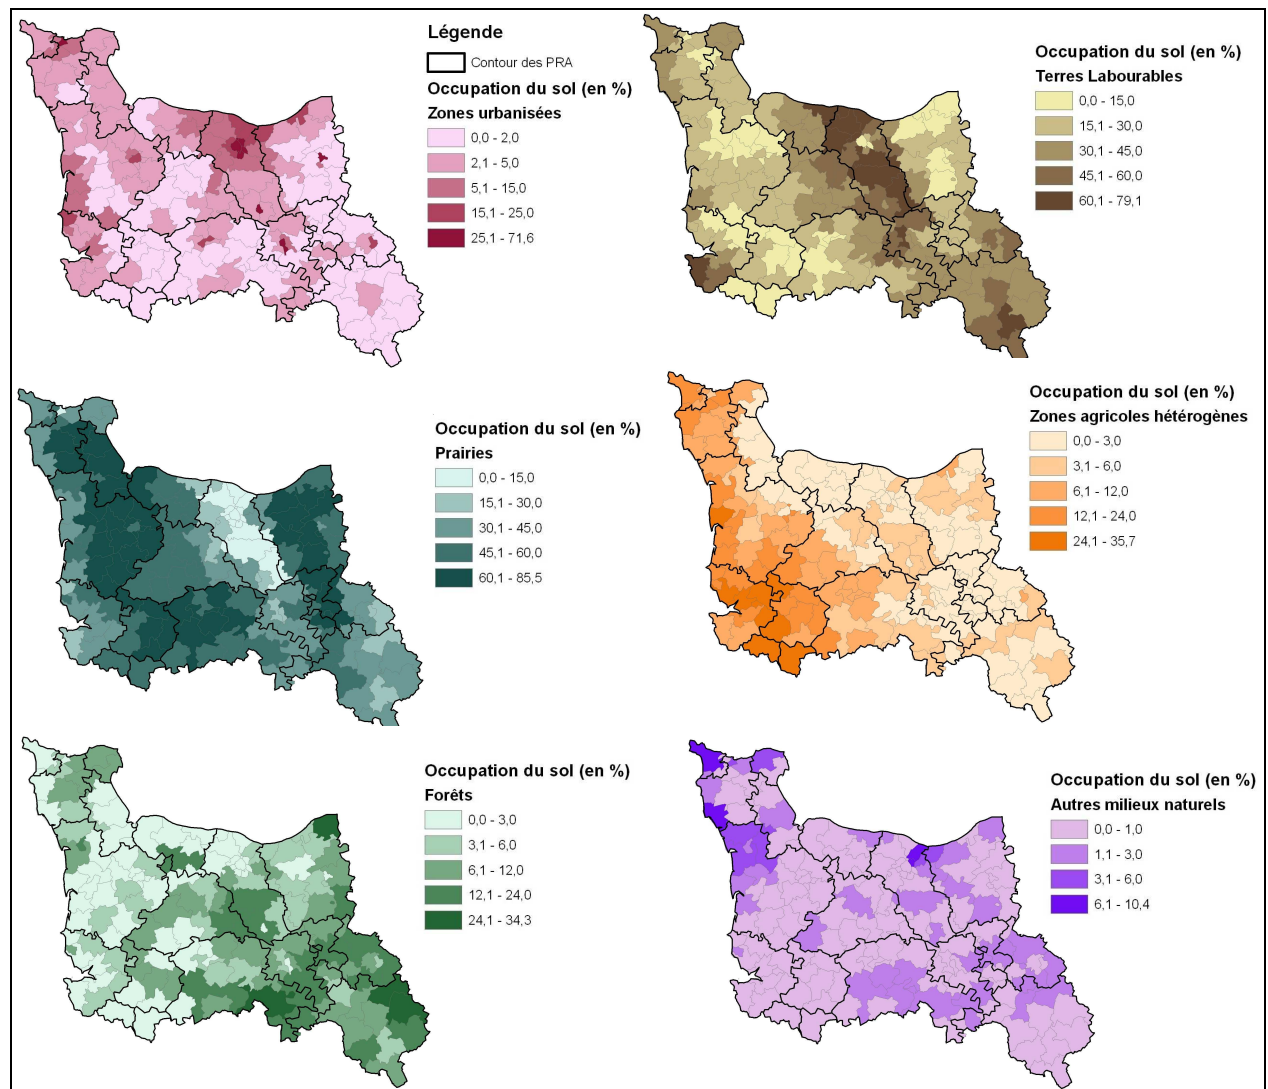 Légende
Contour des PRA
Occupation du sol (en %)
Zones urbanisées
0,0 - 2,0
2,1 - 5,0
5,1 - 15,0
15,1 - 25,0
25,1 - 71,6
Occupation du sol (en %)
Terres Labourables
0,0 - 15,0
15,1 - 30,0
30,1 - 45,0
45,1 - 60,0
60,1 - 79,1
Occupation du sol (en %)
Prairies
0,0 - 15,0
15,1 - 30,0
30,1 - 45,0
45,1 - 60,0
60,1 - 85,5
Occupation du sol (en %)
Zones agricoles hétérogènes
0,0 - 3,0
3,1 - 6,0
6,1 - 12,0
12,1 - 24,0
24,1 - 35,7
Occupation du sol (en %)
Forêts
0,0 - 3,0
3,1 - 6,0
6,1 - 12,0
12,1 - 24,0
24,1 - 34,3
Occupation du sol (en %)
Autres milieux naturels
0,0 - 1,0
1,1 - 3,0
3,1 - 6,0
6,1 - 10,4